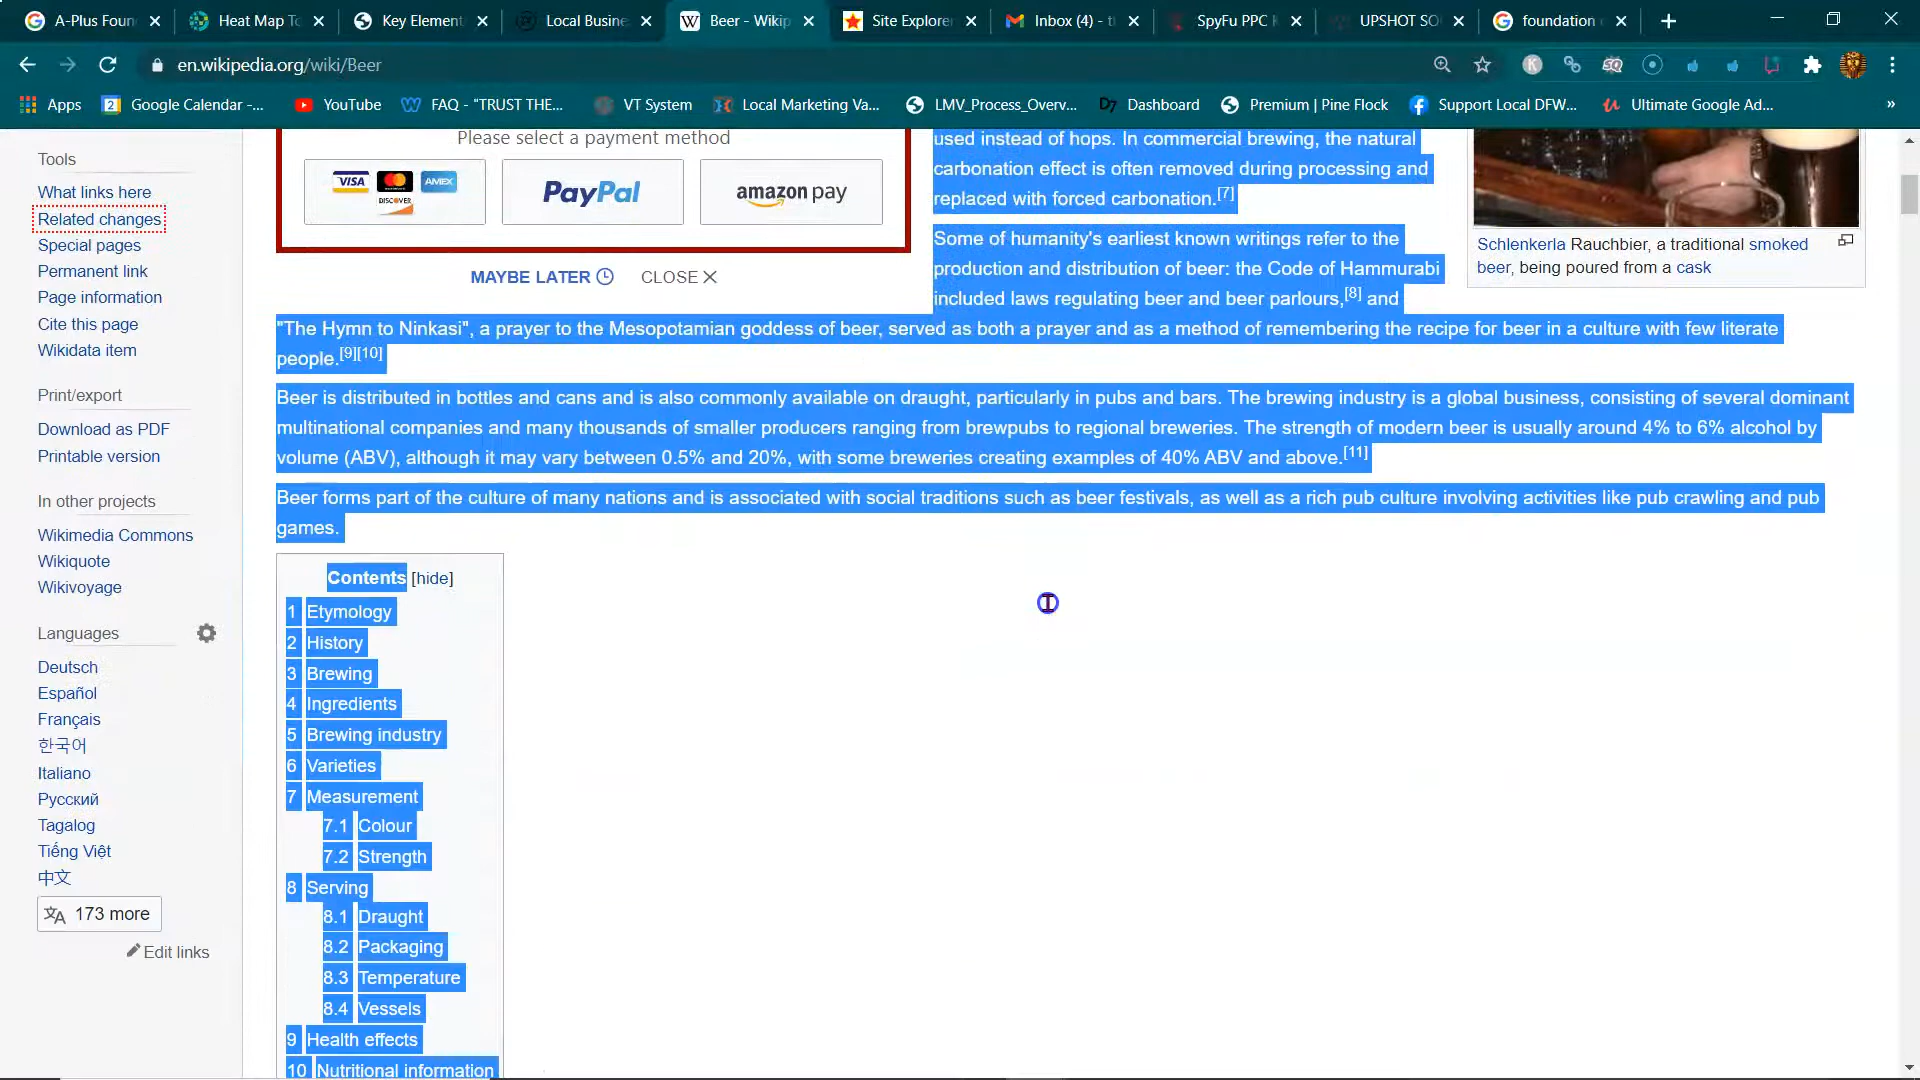 A-Plus Foun
Heat Map To
Key Element
Local Busine
Beer - Wikip
Site Explorer
Inbox (4) - t
SpyFu PPC K
UPSHOT SO
foundation
en.wikipedia.org/wiki/Beer
Apps
Google Calendar -...
YouTube
FAQ - "TRUST THE...
VT System
Local Marketing Va...
LMV_Process_Overv...
D7 Dashboard
Premium | Pine Flock
Support Local DFW...
Ultimate Google Ad...
»
Tools
What links here
Related changes
Special pages
Permanent link
Page information
Cite this page
Wikidata item
Print/export
Download as PDF
Printable version
In other projects
Wikimedia Commons
Wikiquote
Wikivoyage
Languages
Deutsch
Español
Français
한국어
Italiano
Русский
Tagalog
Tiếng Việt
中文
173 more
Edit links
Please select a payment method
VISA
AMEX
DISCOVER
PayPal
amazon pay
MAYBE LATER
CLOSE
used instead of hops. In commercial brewing, the natural
carbonation effect is often removed during processing and
replaced with forced carbonation.[7]
Some of humanity's earliest known writings refer to the
production and distribution of beer: the Code of Hammurabi
included laws regulating beer and beer parlours,[8] and
"The Hymn to Ninkasi", a prayer to the Mesopotamian goddess of beer, served as both a prayer and as a method of remembering the recipe for beer in a culture with few literate
people.[9][10]
Beer is distributed in bottles and cans and is also commonly available on draught, particularly in pubs and bars. The brewing industry is a global business, consisting of several dominant
multinational companies and many thousands of smaller producers ranging from brewpubs to regional breweries. The strength of modern beer is usually around 4% to 6% alcohol by
volume (ABV), although it may vary between 0.5% and 20%, with some breweries creating examples of 40% ABV and above.[11]
Beer forms part of the culture of many nations and is associated with social traditions such as beer festivals, as well as a rich pub culture involving activities like pub crawling and pub
games.
Schlenkerla Rauchbier, a traditional smoked
beer, being poured from a cask
Contents [hide]
1 Etymology
2 History
3 Brewing
4 Ingredients
5 Brewing industry
6 Varieties
7 Measurement
7.1 Colour
7.2 Strength
8 Serving
8.1 Draught
8.2 Packaging
8.3 Temperature
8.4 Vessels
9 Health effects
10 Nutritional information